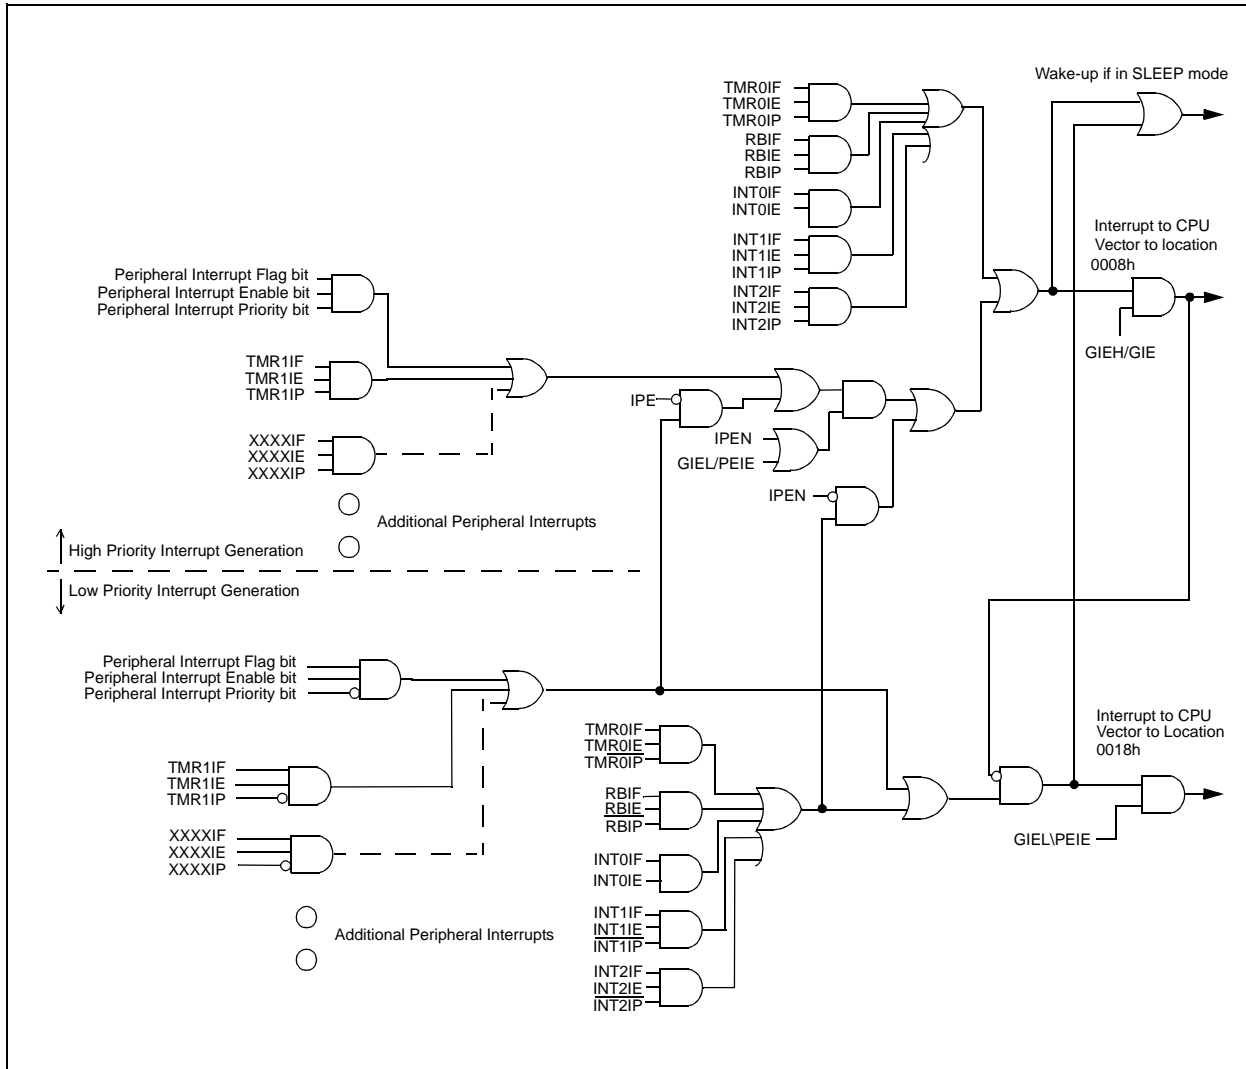 Wake-up if in SLEEP mode
TMR0IF
TMR0IE
TMR0IP
RBIF
RBIE
RBIP
INT0IF
INT0IE
INT1IF
INT1IE
INT1IP
INT2IF
INT2IE
INT2IP
Interrupt to CPU
Vector to location
0008h
GIEH/GIE
Peripheral Interrupt Flag bit
Peripheral Interrupt Enable bit
Peripheral Interrupt Priority bit
TMR1IF
TMR1IE
TMR1IP
XXXXIF
XXXXIE
XXXXIP
IPE
IPEN
GIEL/PEIE
IPEN
Additional Peripheral Interrupts
High Priority Interrupt Generation
Low Priority Interrupt Generation
Peripheral Interrupt Flag bit
Peripheral Interrupt Enable bit
Peripheral Interrupt Priority bit
TMR1IF
TMR1IE
TMR1IP
XXXXIF
XXXXIE
XXXXIP
Additional Peripheral Interrupts
TMR0IF
TMR0IE
TMR0IP
RBIF
RBIE
RBIP
INT0IF
INT0IE
INT1IF
INT1IE
INT1IP
INT2IF
INT2IE
INT2IP
Interrupt to CPU
Vector to Location
0018h
GIEL\PEIE